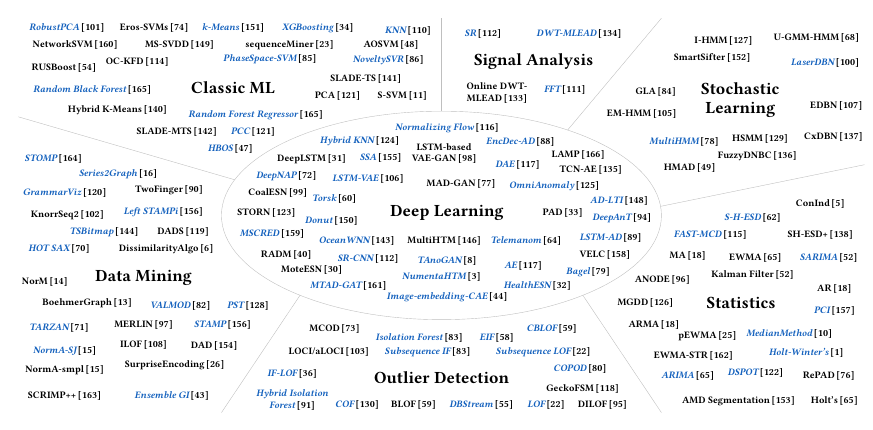 RobustPCA [101] Eros-SVMs [74] k-Means [151] XGBoosting [34] KNN [110]
NetworkSVM [160] MS-SVDD [149] sequenceMiner [23] AOSVM [48]
RUSBoost [54] OC-KFD [114] PhaseSpace-SVM [85] NoveltySVR [86]
Classic ML
SLADE-TS [141]
Random Black Forest [165] PCA [121] S-SVM [11]
Hybrid K-Means [140]
Random Forest Regressor [165]
SLADE-MTS [142] PCC [121]
HBOS [47]
SR [112] DWT-MLEAD [134]
Signal Analysis
Online DWT-
MLEAD [133]
FFT [111]
I-HMM [127] U-GMM-HMM [68]
SmartSifter [152] LaserDBN [100]
GLA [84]
Stochastic
Learning
EDBN [107]
EM-HMM [105]
MultiHMM [78] HSMM [129] CxDBN [137]
FuzzyDNBC [136]
HMAD [49]
Normalizing Flow [116]
Hybrid KNN [124] EncDec-AD [88]
LSTM-based
VAE-GAN [98]
DeepLSTM [31] SSA [155] LAMP [166]
DAE [117] TCN-AE [135]
DeepNAP [72] LSTM-VAE [106] MAD-GAN [77] OmniAnomaly [125]
CoalESN [99] Torsk [60] AD-LTI [148]
STORN [123] Donut [150]
Deep Learning
PAD [33] DeepAnT [94]
MSCRED [159] OceanWNN [143] MultiHTM [146] Telemanom [64] LSTM-AD [89]
RADM [40] SR-CNN [112] TAnoGAN [8] VELC [158]
MoteESN [30] AE [117] Bagel [79]
NumentaHTM [3]
MTAD-GAT [161] HealthESN [32]
Image-embedding-CAE [44]
STOMP [164]
Series2Graph [16]
GrammarViz [120] TwoFinger [90]
KnorrSeq2 [102] Left STAMPi [156]
TSBitmap [144] DADS [119]
HOT SAX [70] DissimilarityAlgo [6]
Data Mining
NorM [14]
BoehmerGraph [13] VALMOD [82] PST [128]
TARZAN [71] MERLIN [97] STAMP [156]
NormA-SJ [15] ILOF [108] DAD [154]
NormA-smpl [15] SurpriseEncoding [26]
SCRIMP++ [163] Ensemble GI [43]
MCOD [73] CBLOF [59]
Isolation Forest [83] EIF [58]
LOCI/aLOCI [103] Subsequence IF [83] Subsequence LOF [22]
IF-LOF [36]
Outlier Detection
COPOD [80]
GeckoFSM [118]
Hybrid Isolation
Forest [91]
COF [130] BLOF [59] DBStream [55] LOF [22] DILOF [95]
ConInd [5]
S-H-ESD [62]
FAST-MCD [115] SH-ESD+ [138]
MA [18] EWMA [65] SARIMA [52]
Kalman Filter [52]
ANODE [96] AR [18]
MGDD [126]
Statistics
PCI [157]
ARMA [18]
pEWMA [25] MedianMethod [10]
EWMA-STR [162] Holt-Winter's [1]
ARIMA [65] DSPOT [122] RePAD [76]
AMD Segmentation [153] Holt's [65]